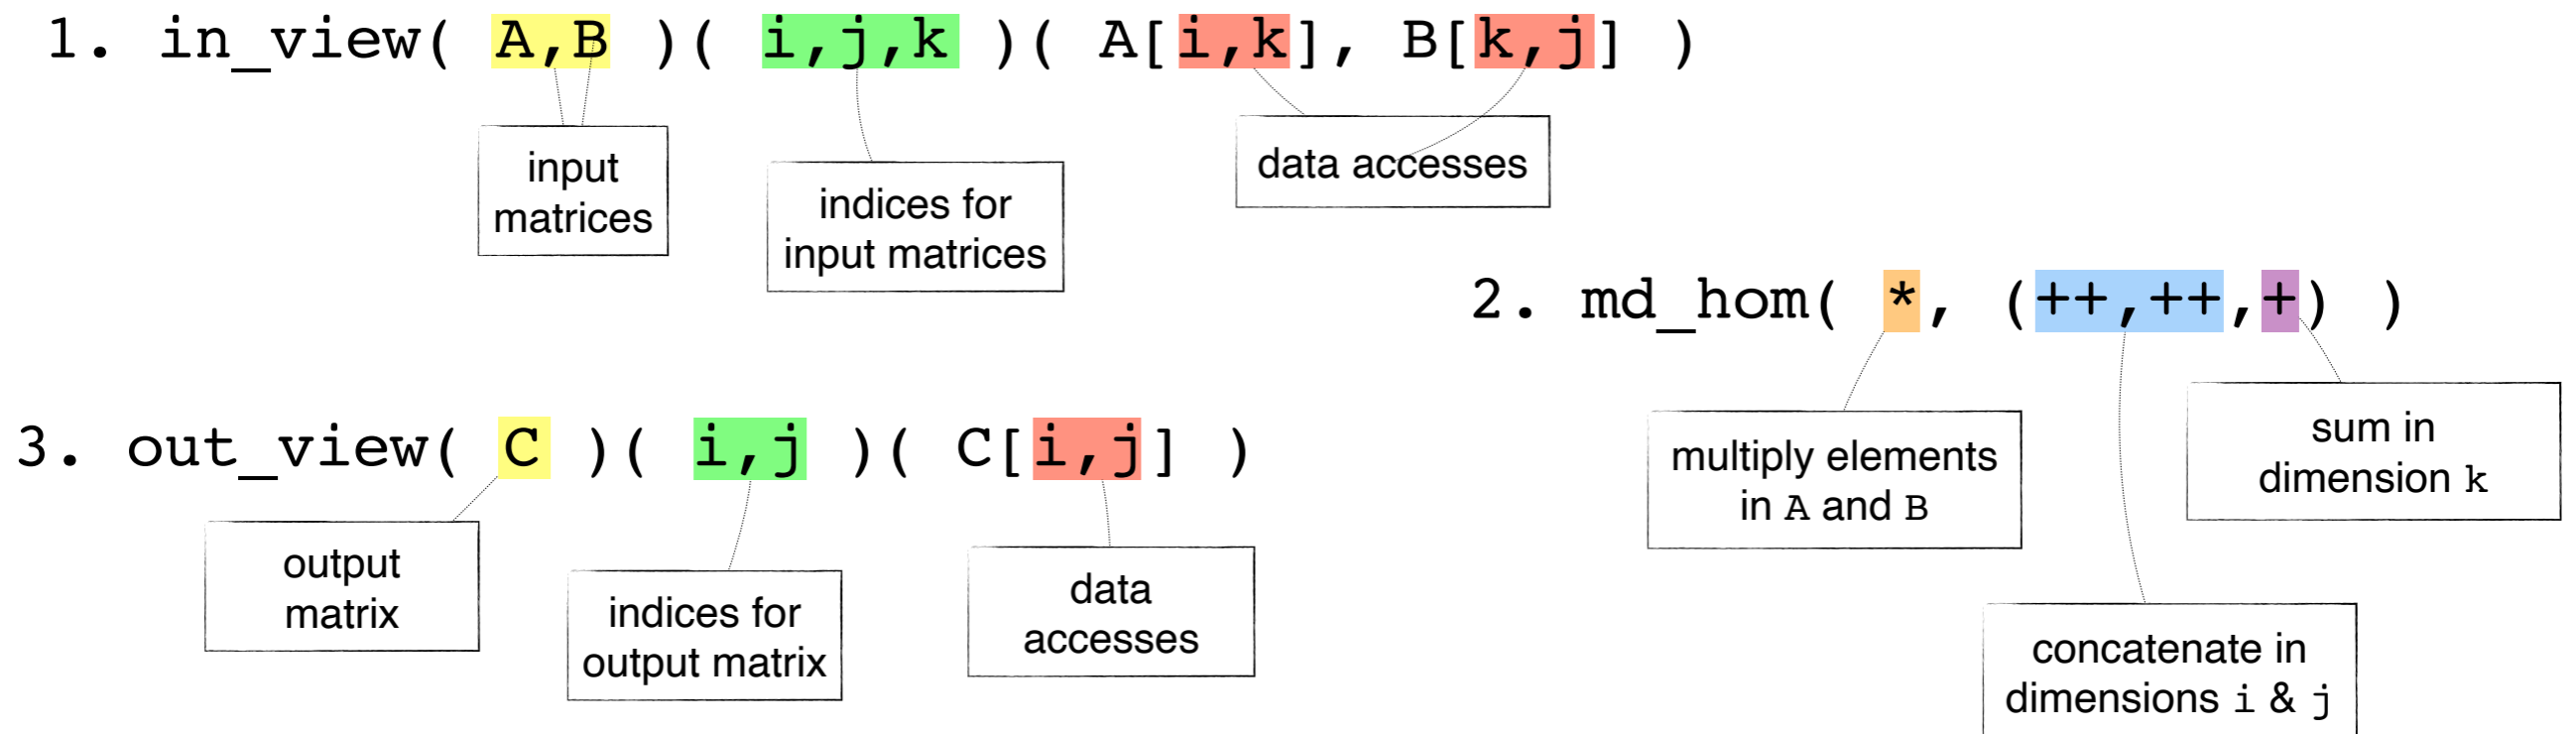 1. in_view( A,B )( i,j,k )( A[i,k], B[k,j] )
input
matrices
indices for
input matrices
data accesses
2. md_hom( *, (++,++,+) )
multiply elements
in A and B
sum in
dimension k
concatenate in
dimensions i & j
3. out_view( C )( i,j )( C[i,j] )
output
matrix
indices for
output matrix
data
accesses